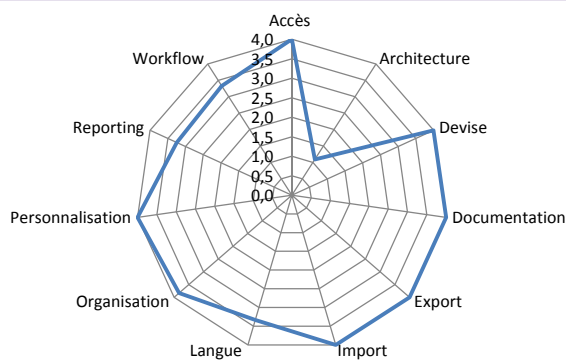 Accès
Architecture
Devise
Documentation
Export
Import
Langue
Organisation
Personnalisation
Reporting
Workflow
4,0
3,5
3,0
2,5
2,0
1,5
1,0
0,5
0,0